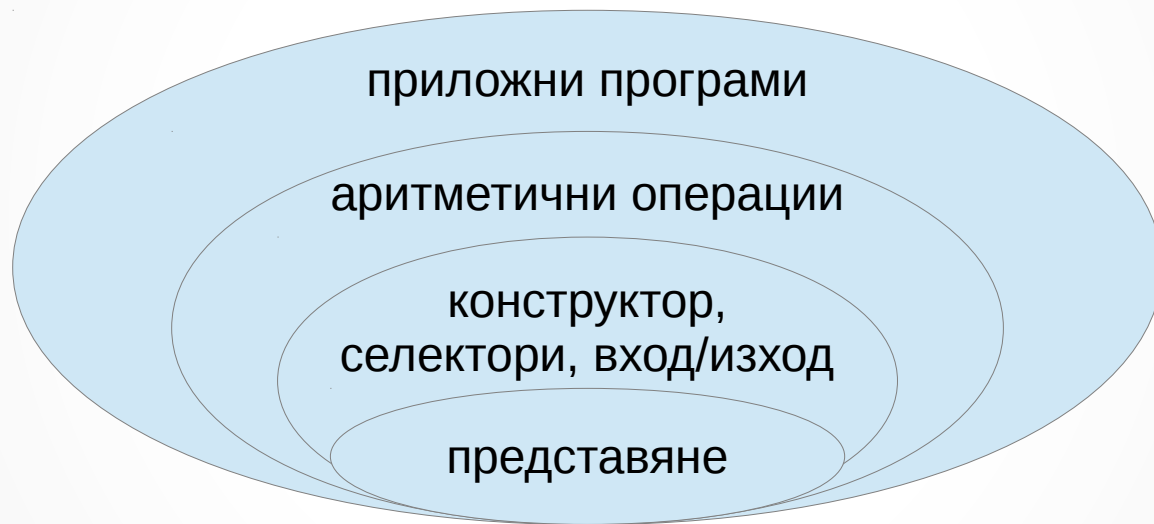 приложни програми
аритметични операции
конструктор,
селектори, вход/изход
представяне